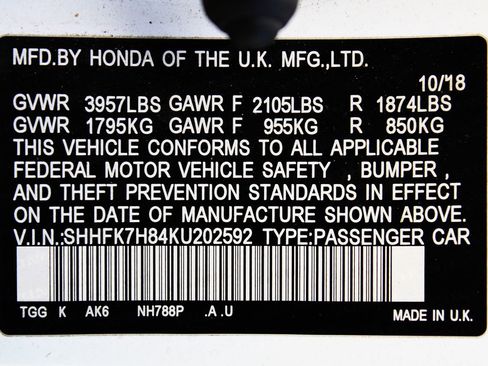 MFD.BY HONDA OF THE U.K. MFG.,LTD.
10/18
GVWR 3957LBS GAWR F 2105LBS R 1874LBS
GVWR 1795KG GAWR F 955KG R 850KG
THIS VEHICLE CONFORMS TO ALL APPLICABLE
FEDERAL MOTOR VEHICLE SAFETY , BUMPER ,
AND THEFT PREVENTION STANDARDS IN EFFECT
ON THE DATE OF MANUFACTURE SHOWN ABOVE.
V.I.N.:SHHFK7H84KU202592 TYPE:PASSENGER CAR
TGG K AK6 NH788P .A .U MADE IN U.K.